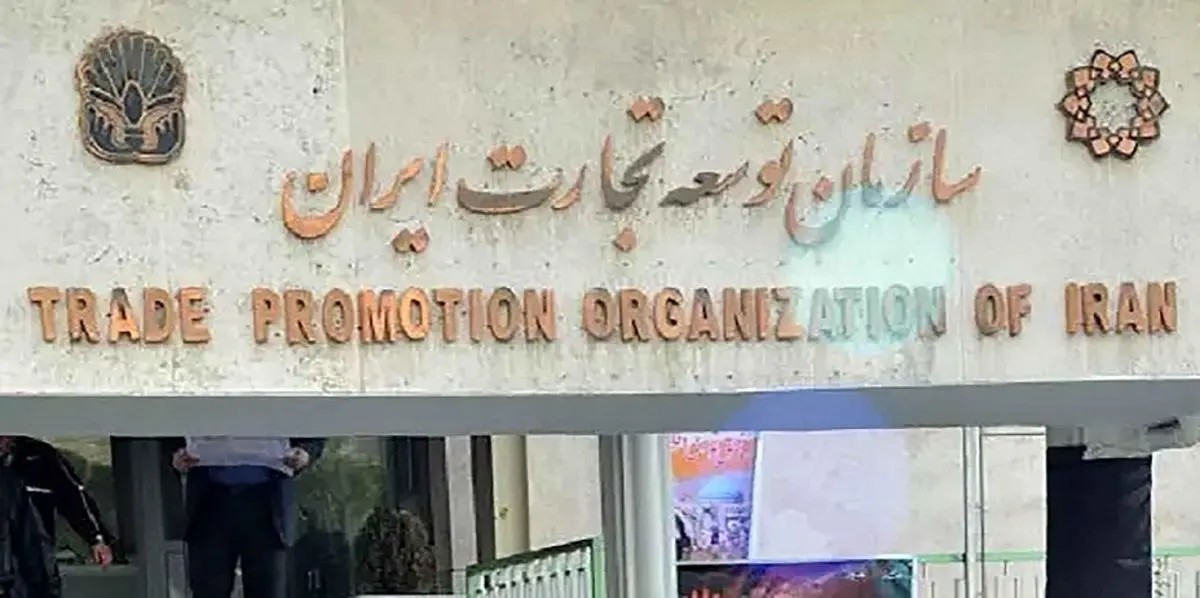 سازمان توسعه تجارت ایران
TRADE PROMOTION ORGANIZATION OF IRAN